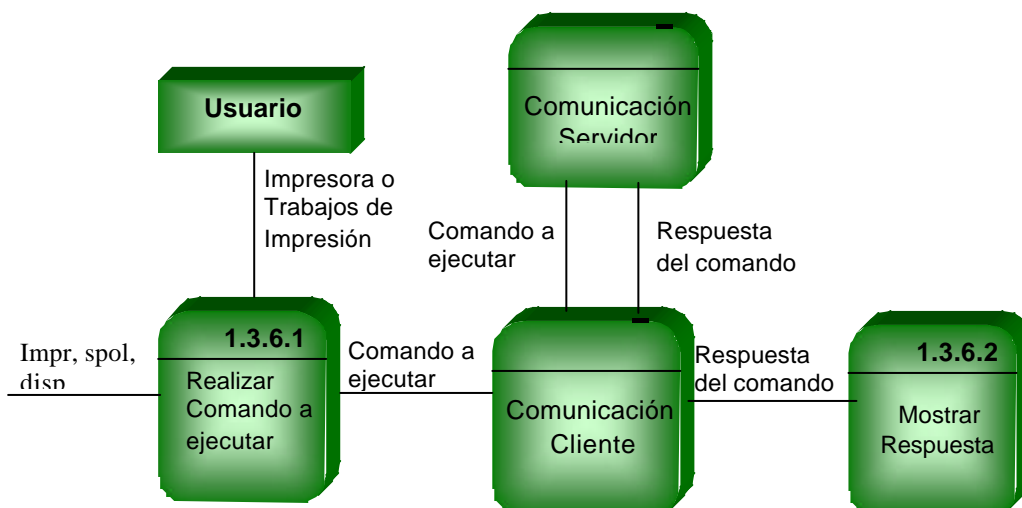 Usuario
Comunicación
Servidor
Impresora o
Trabajos de
Impresión
Comando a
ejecutar
Respuesta
del comando
Impr, spol,
disp
1.3.6.1
Realizar
Comando a
ejecutar
Comando a
ejecutar
Comunicación
Cliente
Respuesta
del comando
1.3.6.2
Mostrar
Respuesta